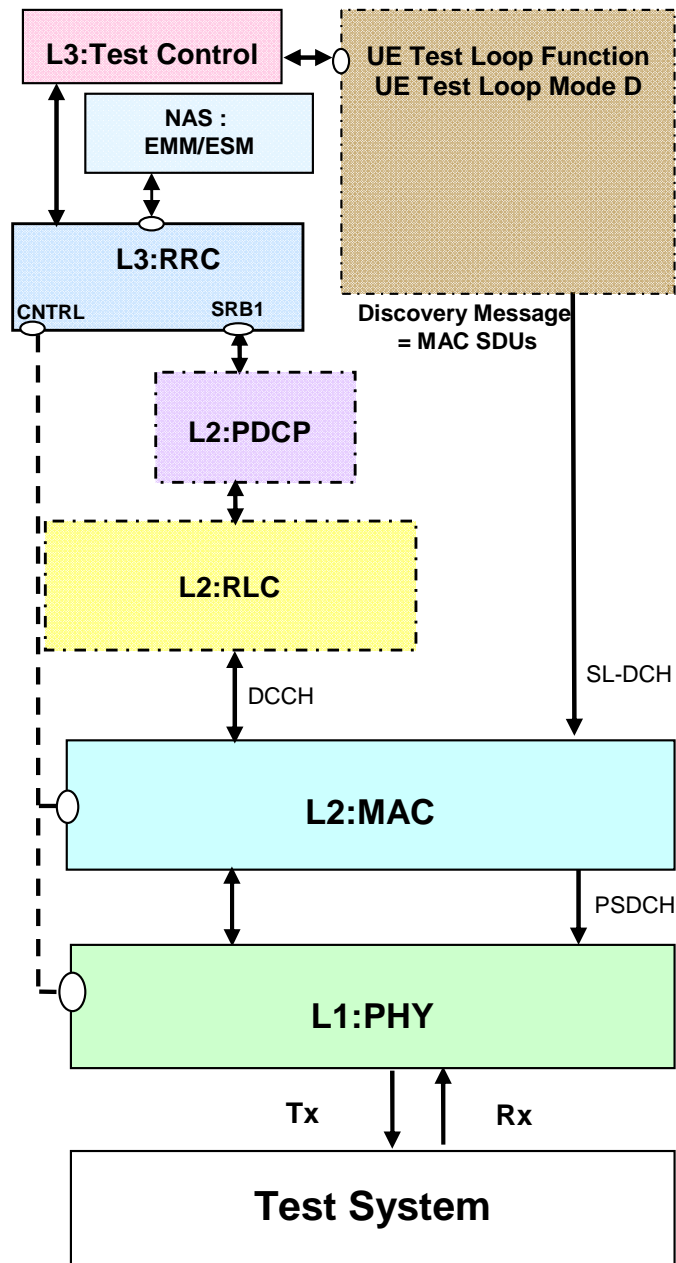 L3:Test Control
UE Test Loop Function
UE Test Loop Mode D
NAS :
EMM/ESM
L3:RRC
CNTRL
SRB1
Discovery Message
= MAC SDUs
L2:PDCP
L2:RLC
DCCH
SL-DCH
L2:MAC
PSDCH
L1:PHY
Tx
Rx
Test System